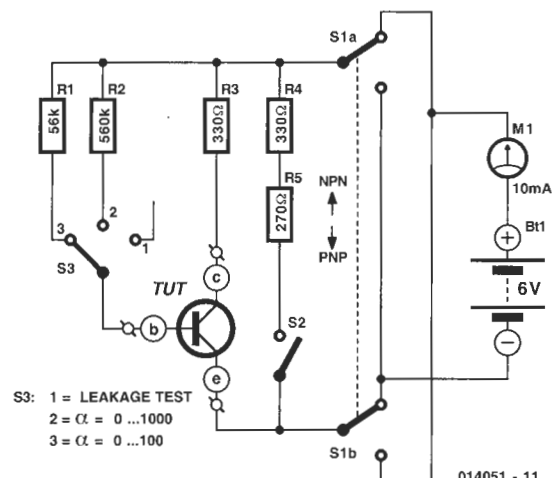 S1a
R1
56k
R2
560k
R3
330Ω
R4
330Ω
M1
10mA
R5
270Ω
NPN
PNP
Bt1
+
6V
−
3
2
1
S3
c
TUT
b
e
S2
S1b
S3: 1 = LEAKAGE TEST
2 = α = 0 ...1000
3 = α = 0 ...100
014051 - 11